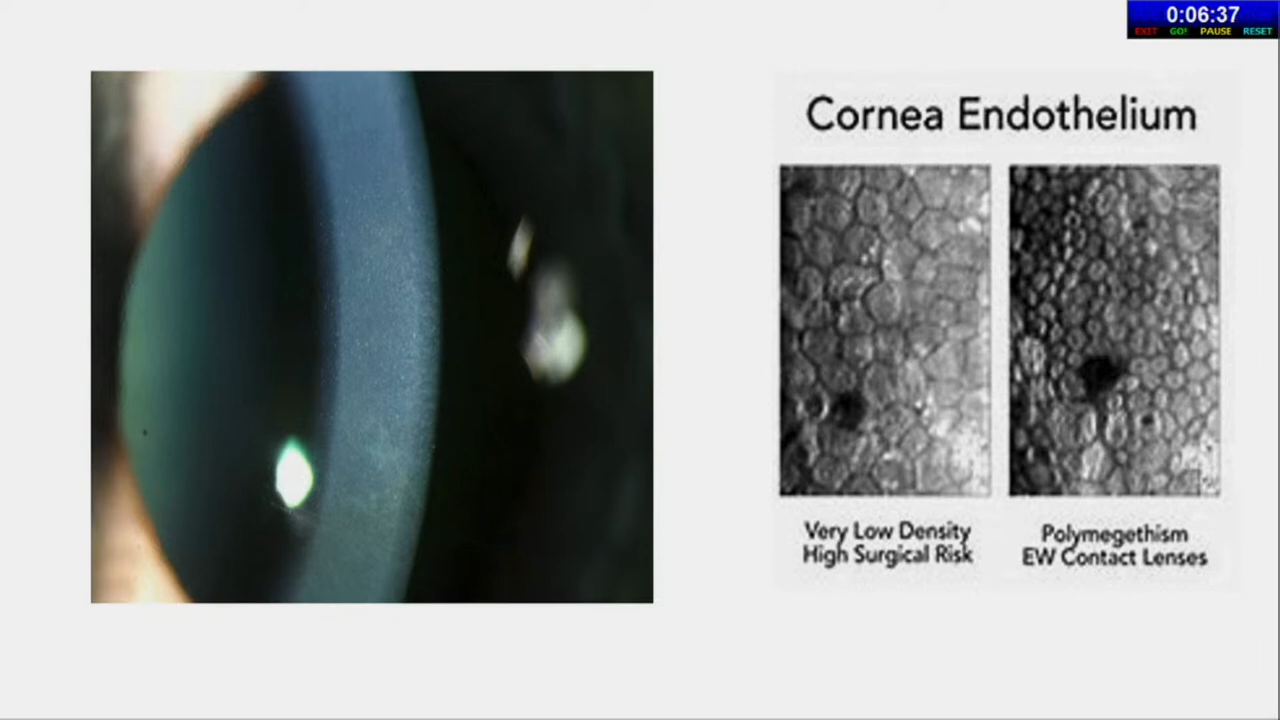 0:06:37
EXIT GO! PAUSE RESET
Cornea Endothelium
Very Low Density
High Surgical Risk
Polymegethism
EW Contact Lenses